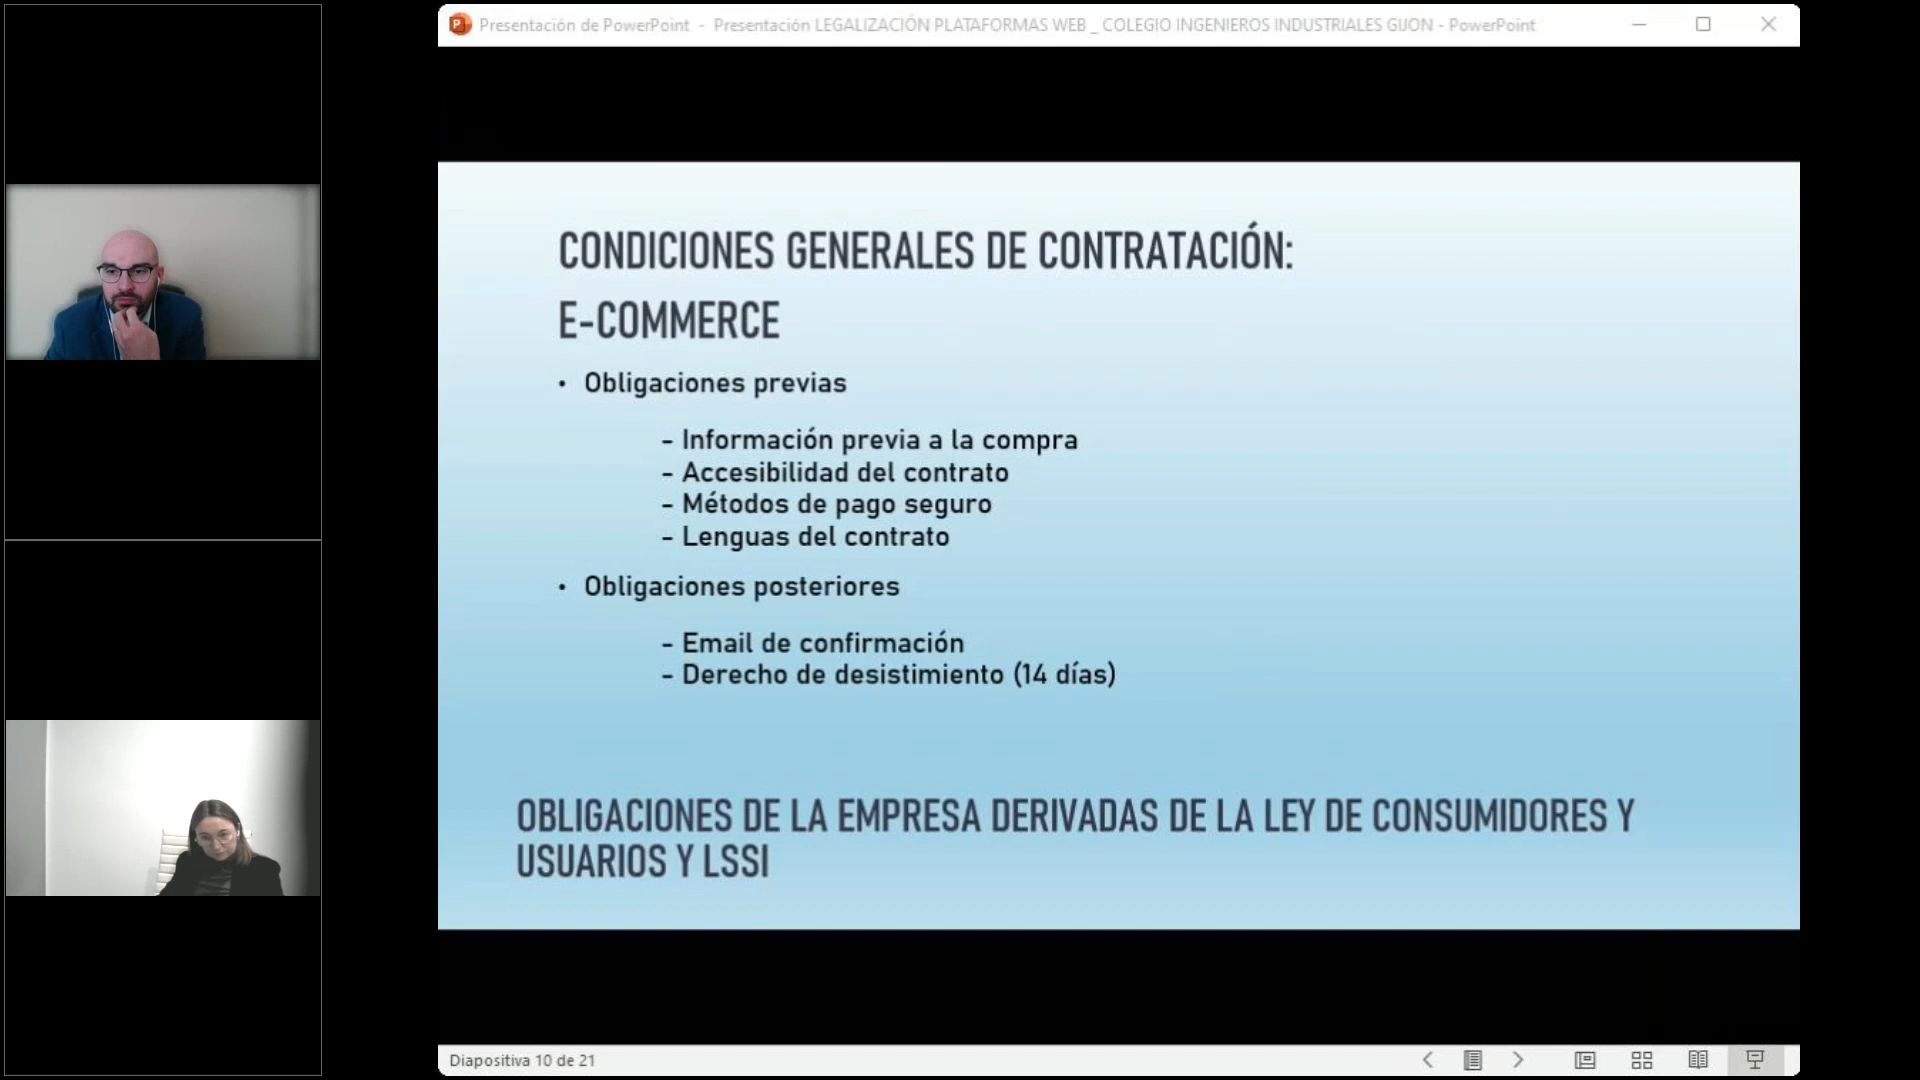 Presentación de PowerPoint - Presentación LEGALIZACIÓN PLATAFORMAS WEB _ COLEGIO INGENIEROS INDUSTRIALES GIJON - PowerPoint
CONDICIONES GENERALES DE CONTRATACIÓN:
E-COMMERCE
• Obligaciones previas
- Información previa a la compra
- Accesibilidad del contrato
- Métodos de pago seguro
- Lenguas del contrato
• Obligaciones posteriores
- Email de confirmación
- Derecho de desistimiento (14 días)
OBLIGACIONES DE LA EMPRESA DERIVADAS DE LA LEY DE CONSUMIDORES Y
USUARIOS Y LSSI
Diapositiva 10 de 21